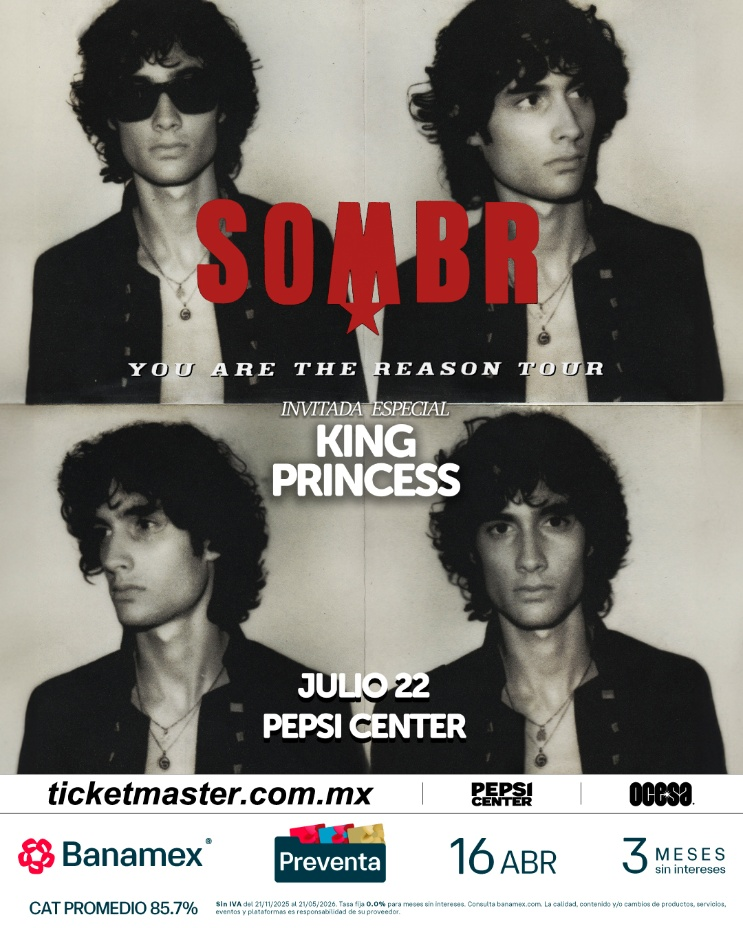 SOMBR
YOU ARE THE REASON TOUR
INVITADA ESPECIAL
KING
PRINCESS
JULIO 22
PEPSI CENTER
ticketmaster.com.mx
PEPSI
CENTER
ocesa
Banamex®
Preventa
16 ABR
3 MESES
sin intereses
CAT PROMEDIO 85.7%
Sin IVA del 21/11/2025 al 21/05/2026. Tasa fija 0.0% para meses sin intereses. Consulta banamex.com. La calidad, contenido y/o cambios de productos, servicios,
eventos y plataformas es responsabilidad de su proveedor.